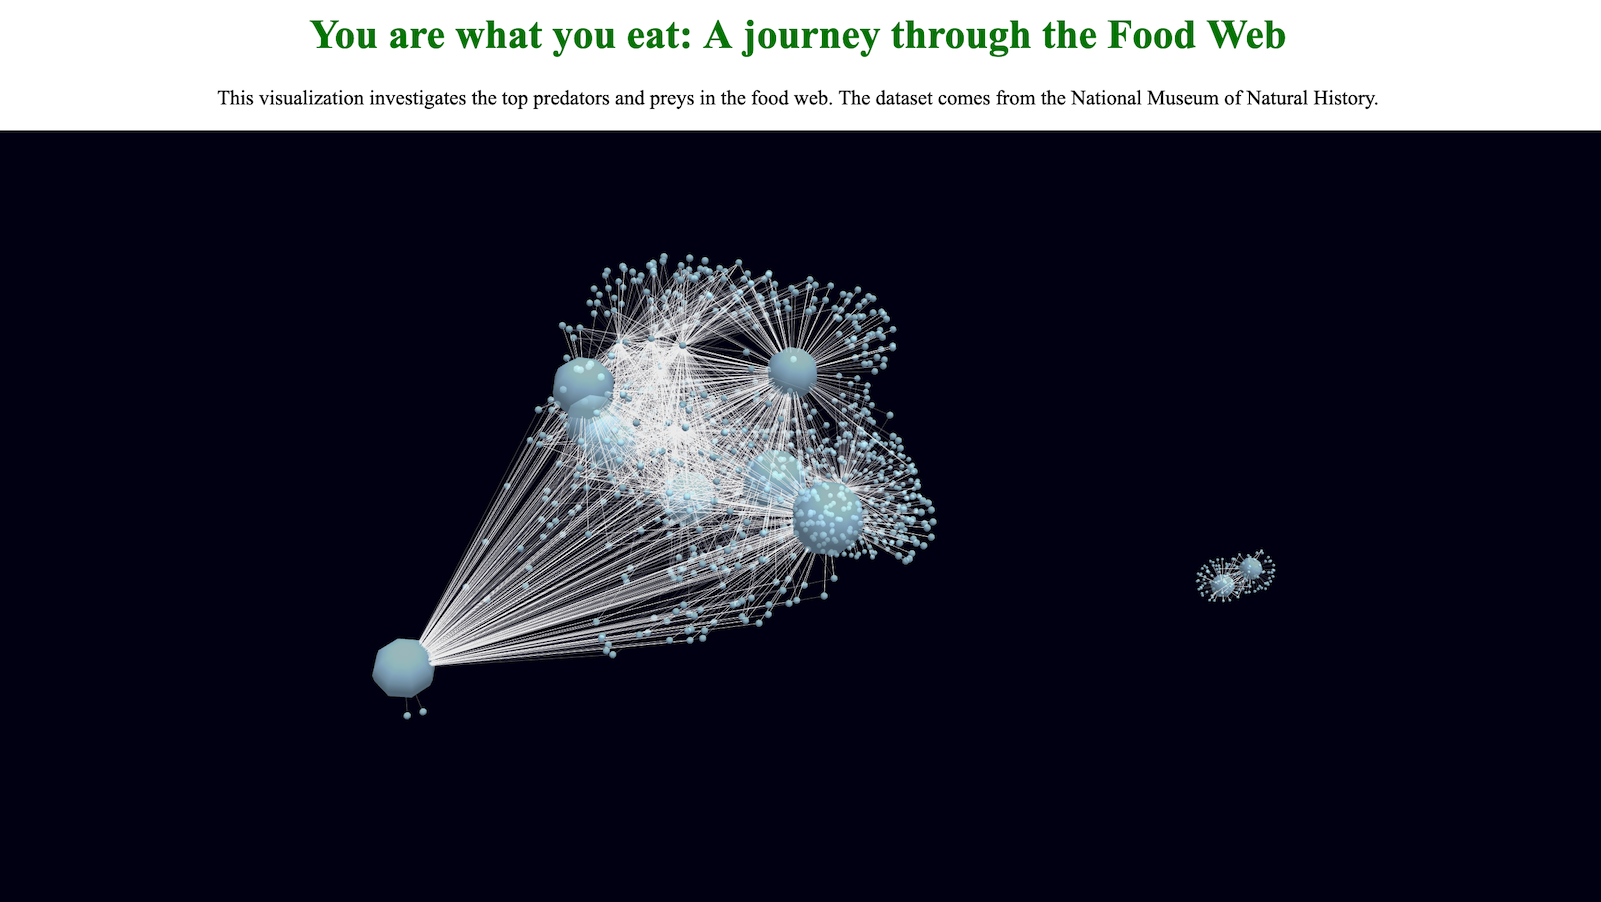 You are what you eat: A journey through the Food Web
This visualization investigates the top predators and preys in the food web. The dataset comes from the National Museum of Natural History.